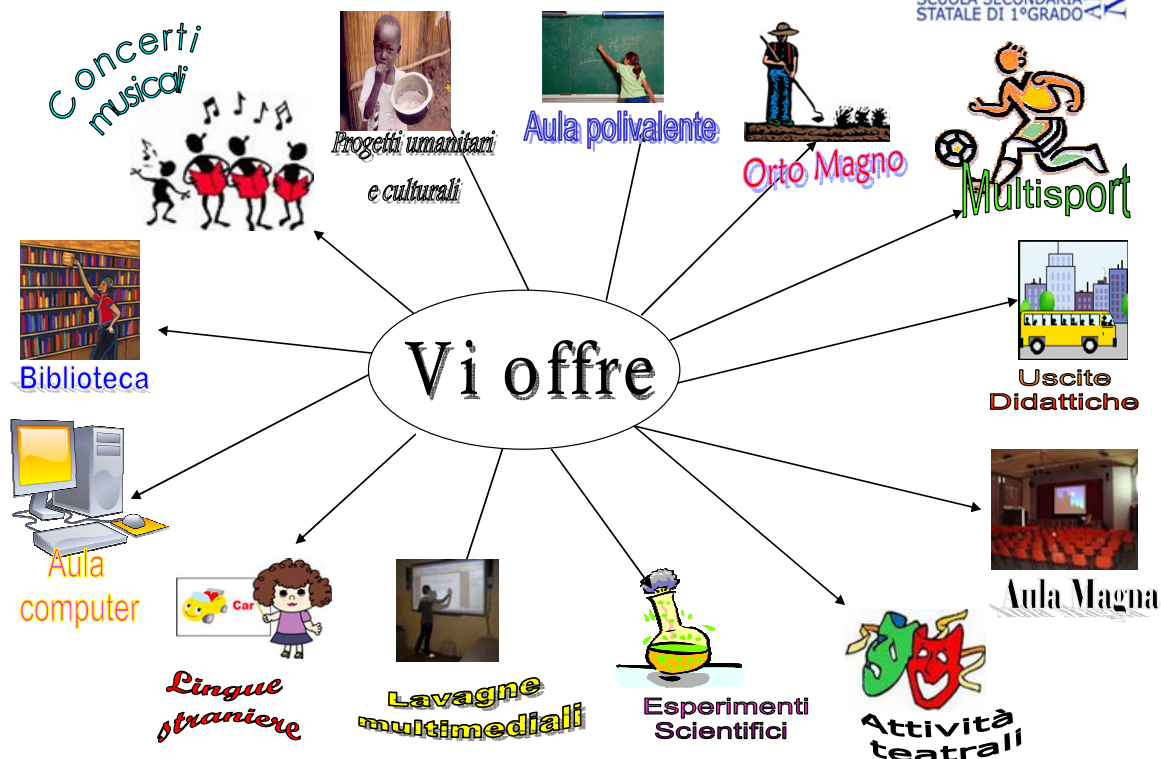 SCUOLA SECONDARIA
STATALE DI 1°GRADO
Concerti
musicali
Progetti umanitari
e culturali
Aula polivalente
Orto Magno
Multisport
Biblioteca
Vi offre
Uscite
Didattiche
Aula
computer
Car
Aula Magna
Lingue
straniere
Lavagne
multimediali
Esperimenti
Scientifici
Attività
teatrali